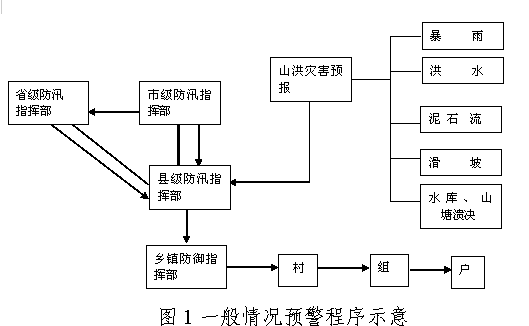 暴 雨
山洪灾害预
报
洪 水
省级防汛
指挥部
市级防汛指
挥部
泥石 流
滑 坡
县级防汛指
挥部
水库、山
塘溃决
乡镇防御指
挥部
村
组
户
图1 一般情况预警程序示意